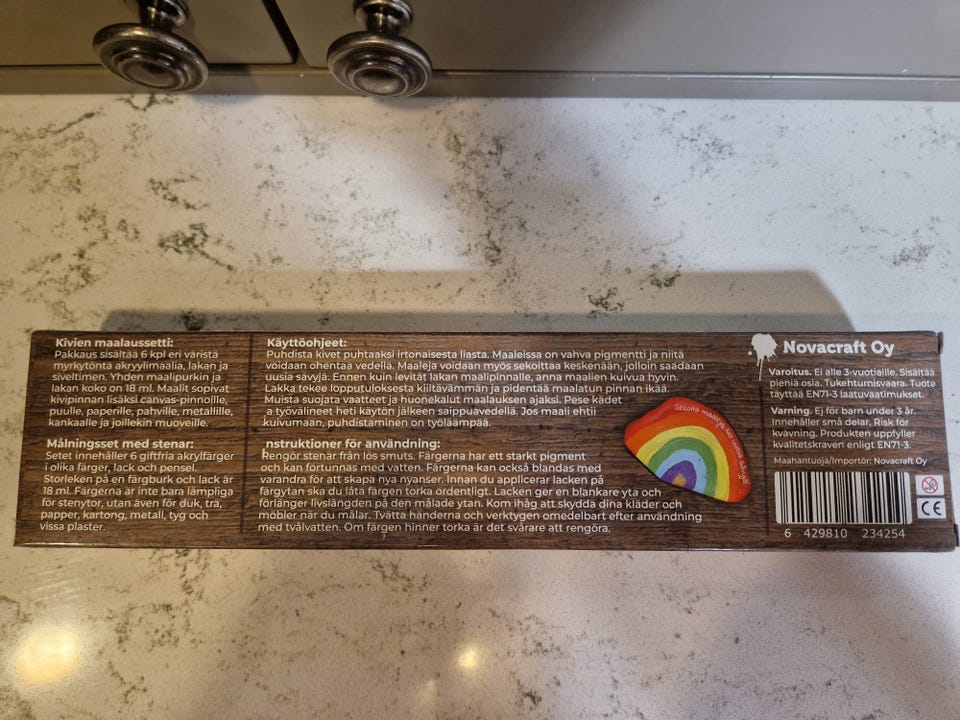 Kivien maalaussetti:
Pakkaus sisältää 6 kpl eri väristä
myrkytöntä akryylimaalia, lakan ja
siveltimen. Yhden maalipurkin ja
lakan koko on 18 ml. Maalit sopivat
kivipinnan lisäksi canvas-pinnoille,
puulle, paperille, pahville, metallille,
kankaalle ja joillekin muoveille.
Målningsset med stenar:
Setet innehåller 6 giftfria akrylfärger
i olika färger, lack och pensel.
Storleken på en färgburk och lack är
18 ml. Färgerna är inte bara lämpliga
för stenytor, utan även för duk, trä,
papper, kartong, metall, tyg och
vissa plaster.
Käyttöohjeet:
Puhdista kivet puhtaaksi irtonaisesta liasta. Maaleissa on vahva pigmentti ja niitä
voidaan ohentaa vedellä. Maaleja voidaan myös sekoittaa keskenään, jolloin saadaan
uusia sävyjä. Ennen kuin levität lakan maalipinnalle, anna maalien kuivua hyvin.
Lakka tekee lopputuloksesta kiiltävämmän ja pidentää maalatun pinnan ikää.
Muista suojata vaatteet ja huonekalut maalauksen ajaksi. Pese kädet
a työvälineet heti käytön jälkeen saippuavedellä. Jos maali ehtii
kuivumaan, puhdistaminen on työläämpää.
nstruktioner för användning:
Rengör stenar från lös smuts. Färgerna har ett starkt pigment
och kan förtunnas med vatten. Färgerna kan också blandas med
varandra för att skapa nya nyanser. Innan du applicerar lacken på
färgytan ska du låta färgen torka ordentligt. Lacken ger en blankare yta och
förlänger livslängden på den målade ytan. Kom ihåg att skydda dina kläder och
möbler när du målar. Tvätta händerna och verktygen omedelbart efter användning
med tvålvatten. Om färgen hinner torka är det svårare att rengöra.
Sekoita maaleja
Novacraft Oy
Varoitus. Ei alle 3-vuotiaille. Sisältää
pieniä osia. Tukehtumisvaara. Tuote
täyttää EN71-3 laatuvaatimukset.
Varning. Ej för barn under 3 år.
Innehåller små delar. Risk för
kvävning. Produkten uppfyller
kvalitetskraven enligt EN71-3.
Maahantuoja/Importör: Novacraft Oy
0-3
CE
6 429810 234254